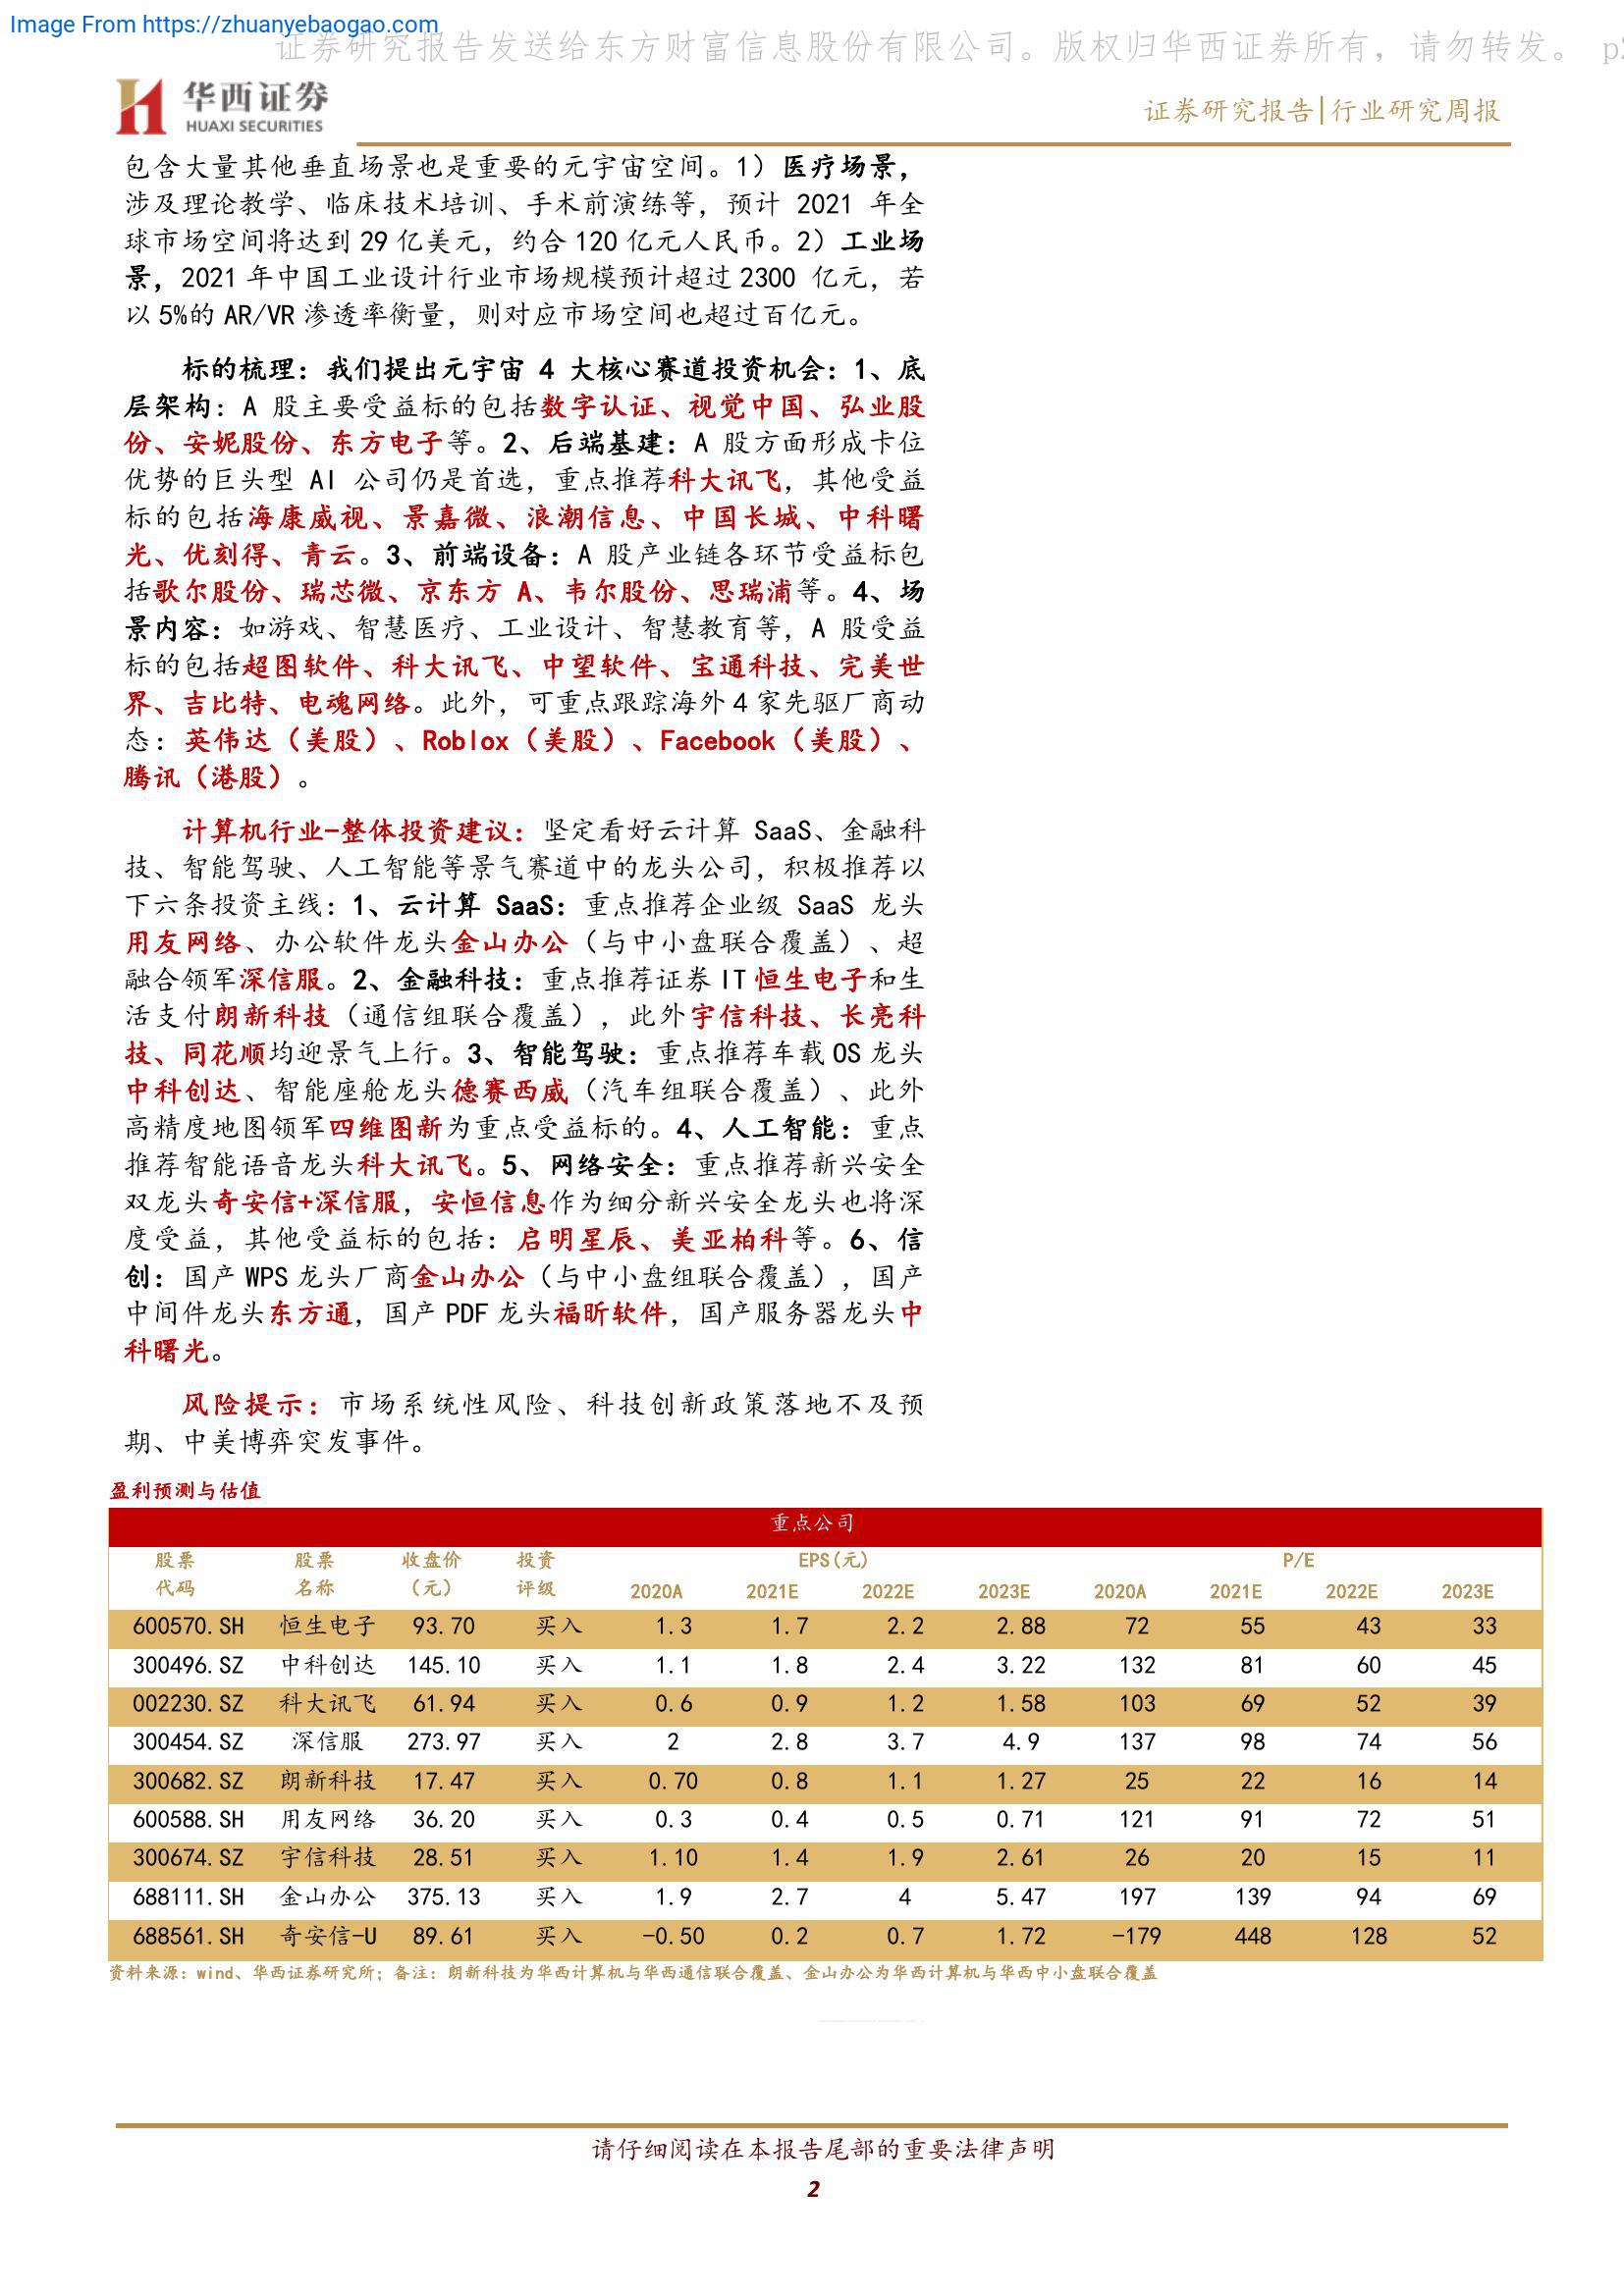 Image From https://zhuanyebaogao.com
证券研究报告发送给东方财富信息股份有限公司。版权归华西证券所有，请勿转发。 p2
华西证券
HUAXI SECURITIES
证券研究报告|行业研究周报
包含大量其他垂直场景也是重要的元宇宙空间。1）医疗场景，
涉及理论教学、临床技术培训、手术前演练等，预计 2021 年全
球市场空间将达到 29 亿美元，约合 120 亿元人民币。2）工业场
景，2021 年中国工业设计行业市场规模预计超过 2300 亿元，若
以 5%的 AR/VR 渗透率衡量，则对应市场空间也超过百亿元。
标的梳理：我们提出元宇宙 4 大核心赛道投资机会：1、底
层架构：A 股主要受益标的包括数字认证、视觉中国、弘业股
份、安妮股份、东方电子等。2、后端基建：A 股方面形成卡位
优势的巨头型 AI 公司仍是首选，重点推荐科大讯飞，其他受益
标的包括海康威视、景嘉微、浪潮信息、中国长城、中科曙
光、优刻得、青云。3、前端设备：A 股产业链各环节受益标包
括歌尔股份、瑞芯微、京东方 A、韦尔股份、思瑞浦等。4、场
景内容：如游戏、智慧医疗、工业设计、智慧教育等，A 股受益
标的包括超图软件、科大讯飞、中望软件、宝通科技、完美世
界、吉比特、电魂网络。此外，可重点跟踪海外 4 家先驱厂商动
态：英伟达（美股）、Roblox（美股）、Facebook（美股）、
腾讯（港股）。
计算机行业-整体投资建议：坚定看好云计算 SaaS、金融科
技、智能驾驶、人工智能等景气赛道中的龙头公司，积极推荐以
下六条投资主线：1、云计算 SaaS：重点推荐企业级 SaaS 龙头
用友网络、办公软件龙头金山办公（与中小盘联合覆盖）、超
融合领军深信服。2、金融科技：重点推荐证券 IT 恒生电子和生
活支付朗新科技（通信组联合覆盖），此外宇信科技、长亮科
技、同花顺均迎景气上行。3、智能驾驶：重点推荐车载 OS 龙头
中科创达、智能座舱龙头德赛西威（汽车组联合覆盖）、此外
高精度地图领军四维图新为重点受益标的。4、人工智能：重点
推荐智能语音龙头科大讯飞。5、网络安全：重点推荐新兴安全
双龙头奇安信+深信服，安恒信息作为细分新兴安全龙头也将深
度受益，其他受益标的包括：启明星辰、美亚柏科等。6、信
创：国产 WPS 龙头厂商金山办公（与中小盘组联合覆盖），国产
中间件龙头东方通，国产 PDF 龙头福昕软件，国产服务器龙头中
科曙光。
风险提示：市场系统性风险、科技创新政策落地不及预
期、中美博弈突发事件。
盈利预测与估值
重点公司
股票 股票 收盘价 投资 EPS(元) P/E
代码 名称 （元） 评级 2020A 2021E 2022E 2023E 2020A 2021E 2022E 2023E
600570.SH 恒生电子 93.70 买入 1.3 1.7 2.2 2.88 72 55 43 33
300496.SZ 中科创达 145.10 买入 1.1 1.8 2.4 3.22 132 81 60 45
002230.SZ 科大讯飞 61.94 买入 0.6 0.9 1.2 1.58 103 69 52 39
300454.SZ 深信服 273.97 买入 2 2.8 3.7 4.9 137 98 74 56
300682.SZ 朗新科技 17.47 买入 0.70 0.8 1.1 1.27 25 22 16 14
600588.SH 用友网络 36.20 买入 0.3 0.4 0.5 0.71 121 91 72 51
300674.SZ 宇信科技 28.51 买入 1.10 1.4 1.9 2.61 26 20 15 11
688111.SH 金山办公 375.13 买入 1.9 2.7 4 5.47 197 139 94 69
688561.SH 奇安信-U 89.61 买入 -0.50 0.2 0.7 1.72 -179 448 128 52
资料来源：wind、华西证券研究所；备注：朗新科技为华西计算机与华西通信联合覆盖、金山办公为华西计算机与华西中小盘联合覆盖
请仔细阅读在本报告尾部的重要法律声明
2